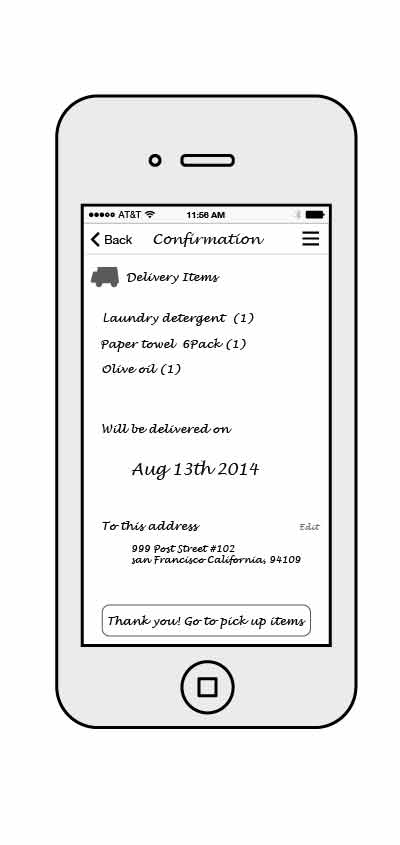 AT&T 11:56 AM
Back Confirmation
Delivery Items
Laundry detergent (1)
Paper towel 6Pack (1)
Olive oil (1)
Will be delivered on
Aug 13th 2014
To this address Edit
999 Post Street #102
san Francisco California, 94109
Thank you! Go to pick up items